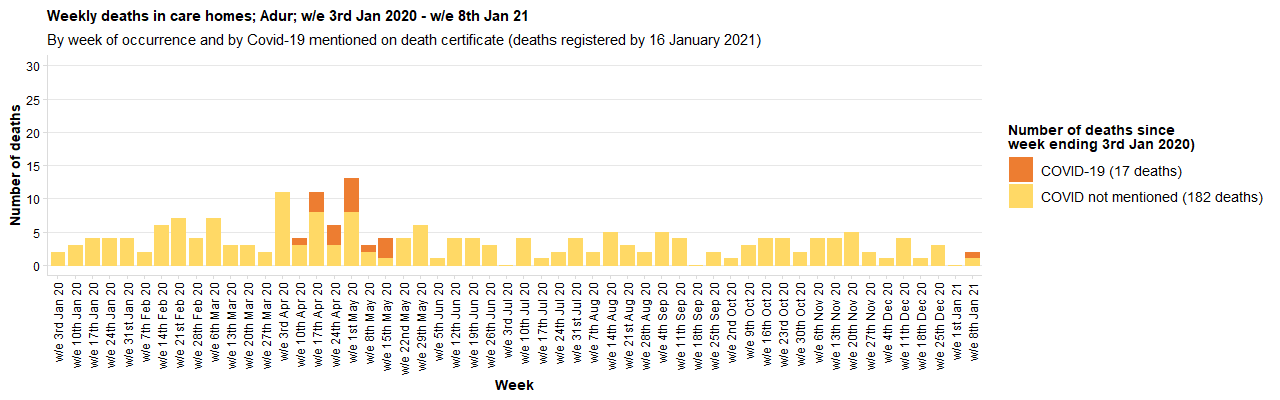 Weekly deaths in care homes; Adur; w/e 3rd Jan 2020 - w/e 8th Jan 21
By week of occurrence and by Covid-19 mentioned on death certificate (deaths registered by 16 January 2021)
30
25
20
15
10
5
0
Number of deaths
w/e 3rd Jan 20
w/e 10th Jan 20
w/e 17th Jan 20
w/e 24th Jan 20
w/e 31st Jan 20
w/e 7th Feb 20
w/e 14th Feb 20
w/e 21st Feb 20
w/e 28th Feb 20
w/e 6th Mar 20
w/e 13th Mar 20
w/e 20th Mar 20
w/e 27th Mar 20
w/e 3rd Apr 20
w/e 10th Apr 20
w/e 17th Apr 20
w/e 24th Apr 20
w/e 1st May 20
w/e 8th May 20
w/e 15th May 20
w/e 22nd May 20
w/e 29th May 20
w/e 5th Jun 20
w/e 12th Jun 20
w/e 19th Jun 20
w/e 26th Jun 20
w/e 3rd Jul 20
w/e 10th Jul 20
w/e 17th Jul 20
w/e 24th Jul 20
w/e 31st Jul 20
w/e 7th Aug 20
w/e 14th Aug 20
w/e 21st Aug 20
w/e 28th Aug 20
w/e 4th Sep 20
w/e 11th Sep 20
w/e 18th Sep 20
w/e 25th Sep 20
w/e 2nd Oct 20
w/e 9th Oct 20
w/e 16th Oct 20
w/e 23rd Oct 20
w/e 30th Oct 20
w/e 6th Nov 20
w/e 13th Nov 20
w/e 20th Nov 20
w/e 27th Nov 20
w/e 4th Dec 20
w/e 11th Dec 20
w/e 18th Dec 20
w/e 25th Dec 20
w/e 1st Jan 21
w/e 8th Jan 21
Week
Number of deaths since
week ending 3rd Jan 2020)
COVID-19 (17 deaths)
COVID not mentioned (182 deaths)